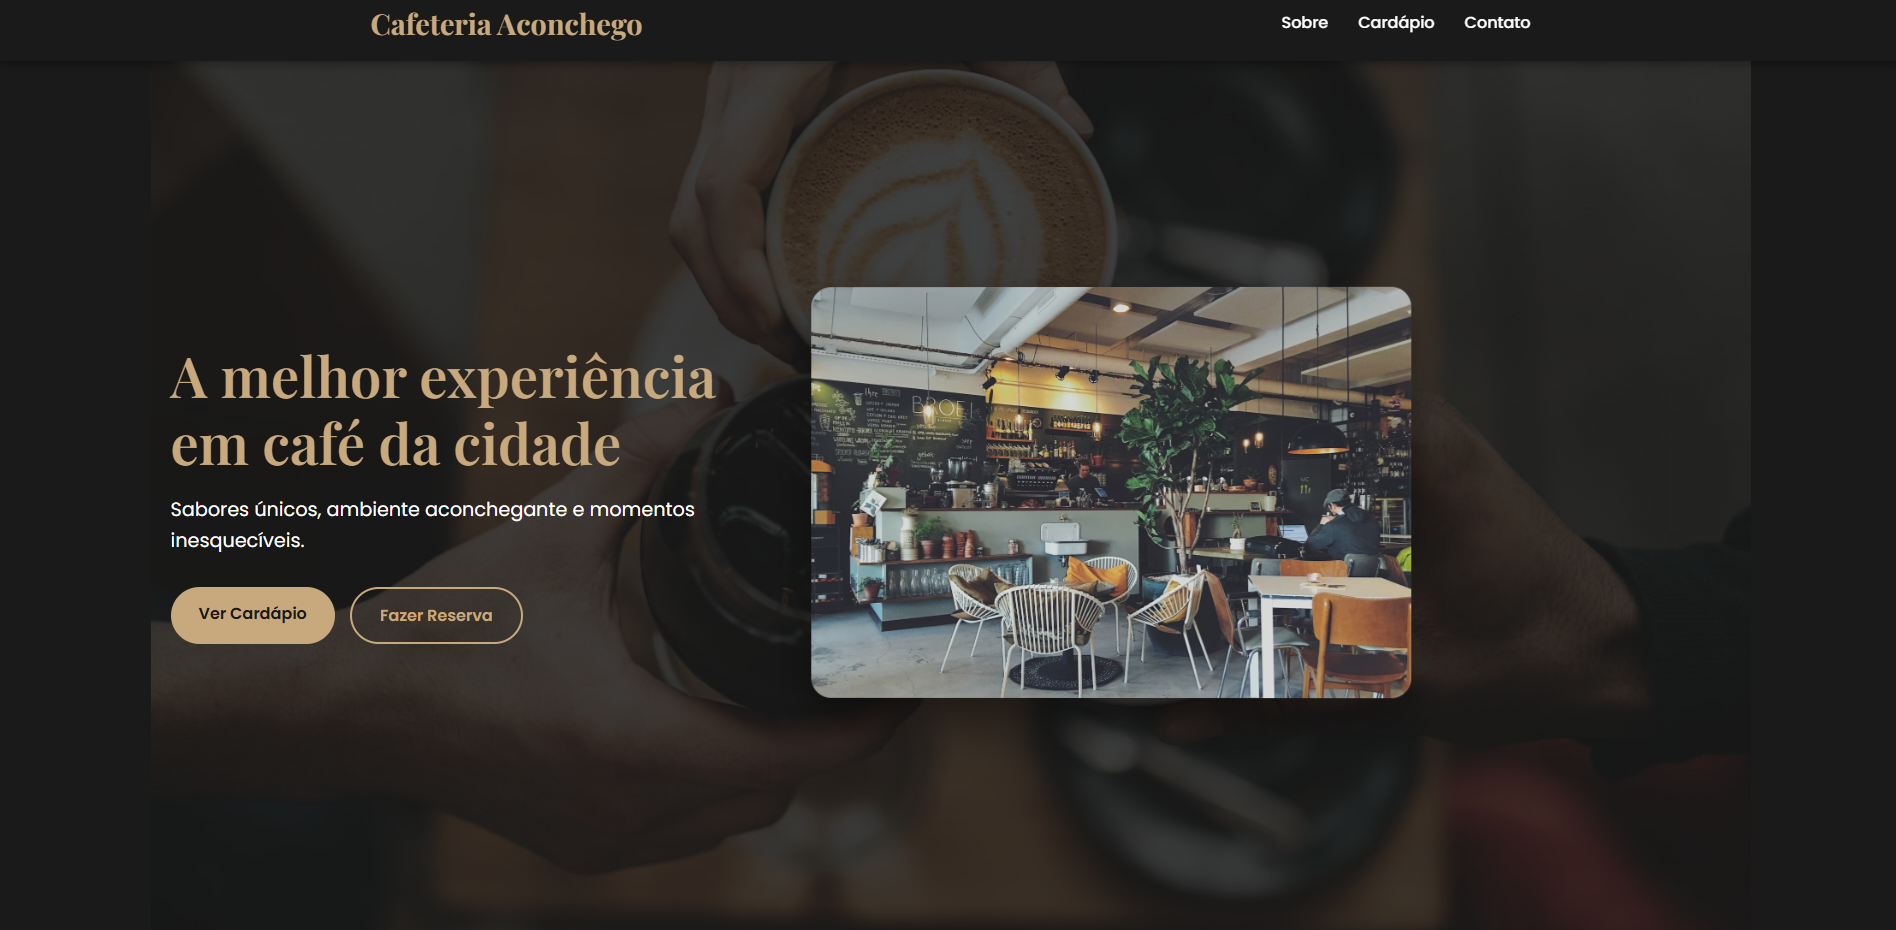 Cafeteria Aconchego
Sobre Cardápio Contato
A melhor experiência
em café da cidade
Sabores únicos, ambiente aconchegante e momentos
inesquecíveis.
Ver Cardápio
Fazer Reserva
BROEI